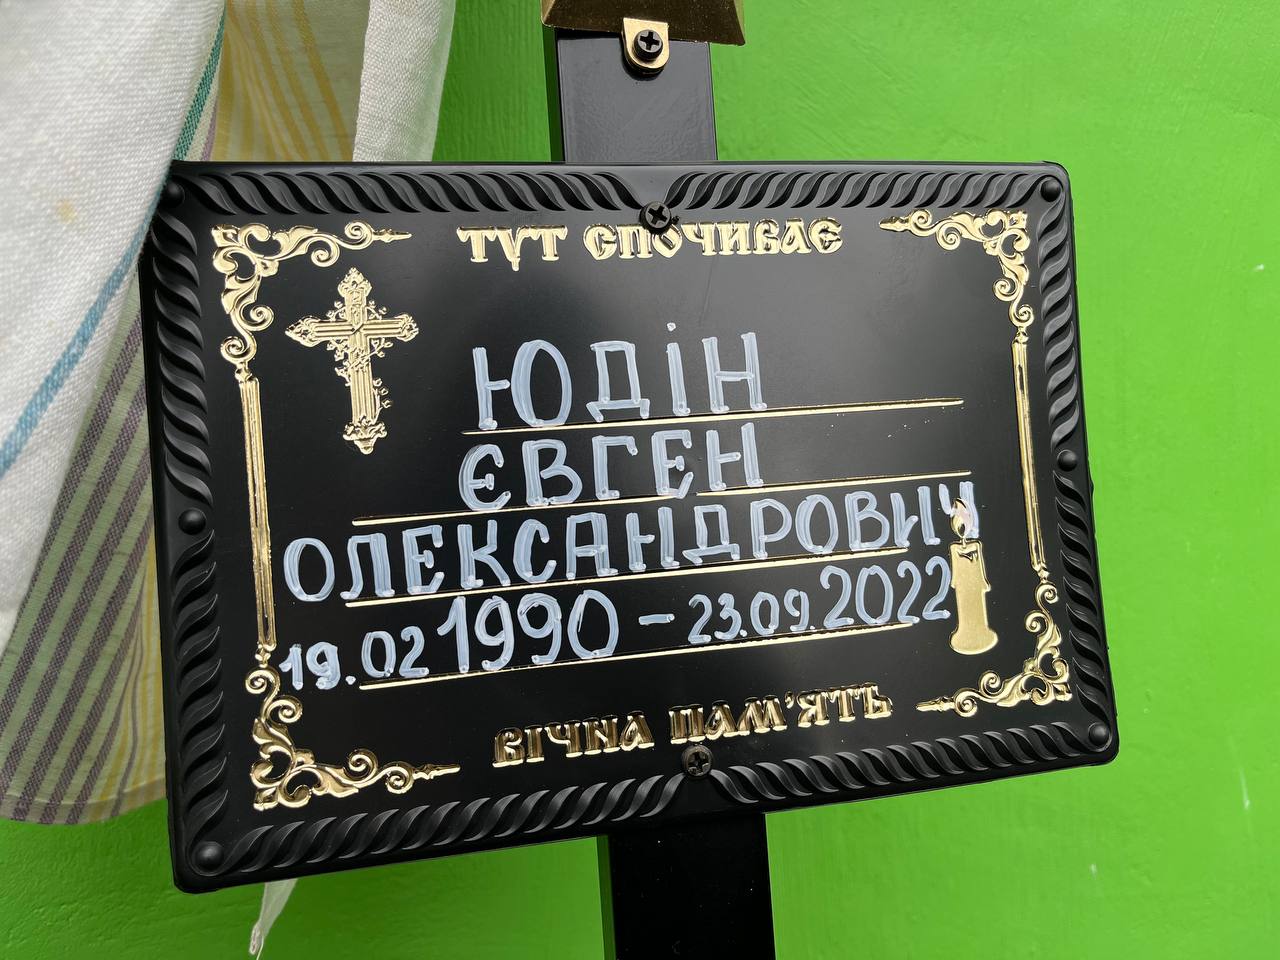 ТУТ СПОЧИВАЄ
ЮДІН
ЄВГЕН
ОЛЕКСАНДРОВИЧ
19.02 1990 - 23.09.2022
ВІЧНА ПАМ'ЯТЬ